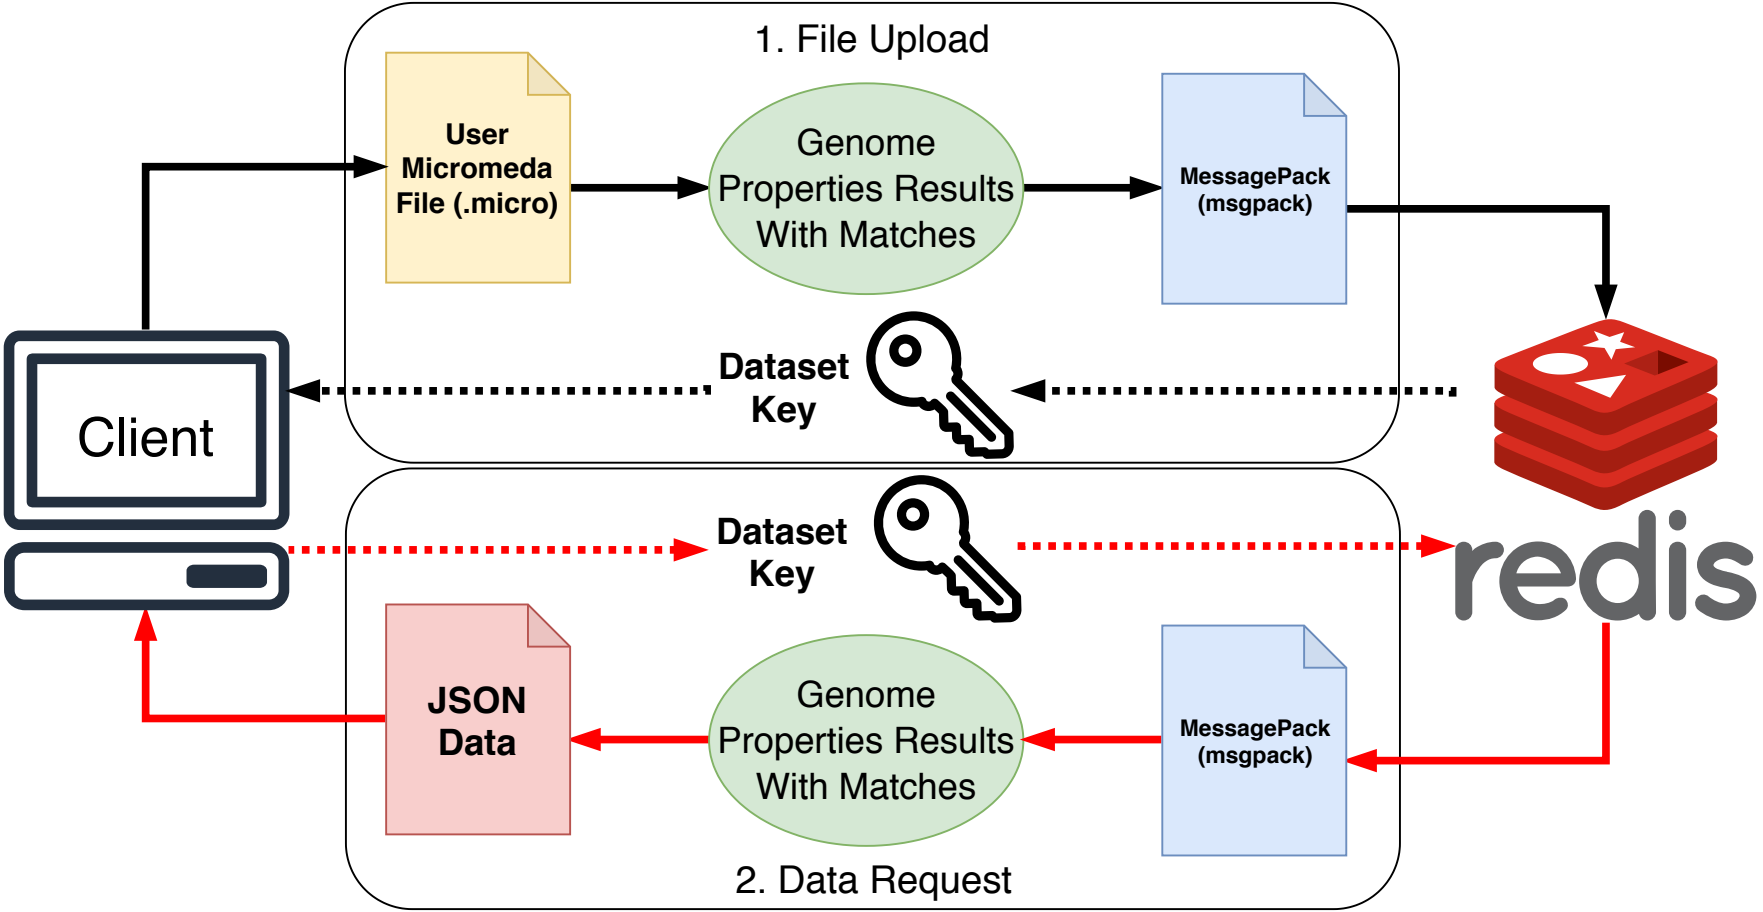 1. File Upload
User
Micromeda
File (.micro)
Genome
Properties Results
With Matches
MessagePack
(msgpack)
Dataset
Key
Client
Dataset
Key
redis
JSON
Data
Genome
Properties Results
With Matches
MessagePack
(msgpack)
2. Data Request